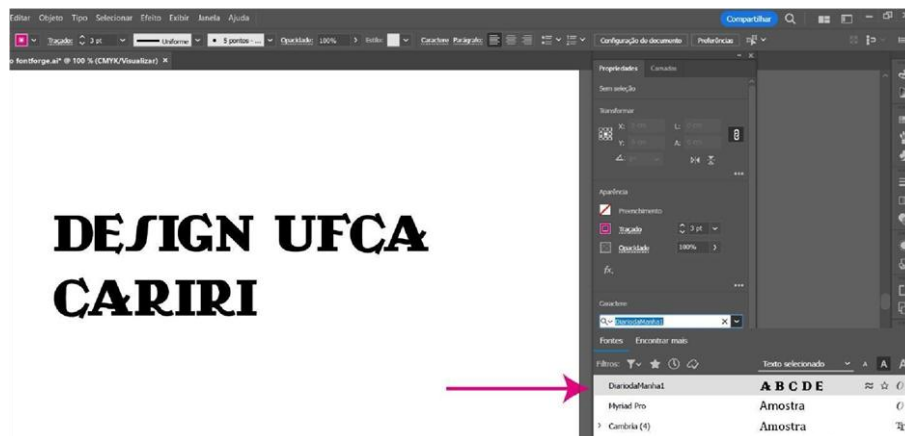 Editar Objeto Tipo Selecionar Efeito Exibir Janela Ajuda
Compartilhar
Traçado: 3 pt Uniforme 5 pontos - ... Opacidade: 100% Estilo: Caractere Parágrafo: Configuração do documento Preferências
o fontforge.ai* @ 100 % (CMYK/Visualizar) ×
Propriedades Camadas
Sem seleção
Transformar
X: L:
Y: A:
Aparência
Preenchimento
Traçado 3 pt
Opacidade 100%
fx.
Caractere
DiariodaManha1
Fontes Encontrar mais
Filtros: Texto selecionado
DiariodaManha1 A B C D E
Myriad Pro Amostra
Cambria (4) Amostra
DESIGN UFCA
CARIRI